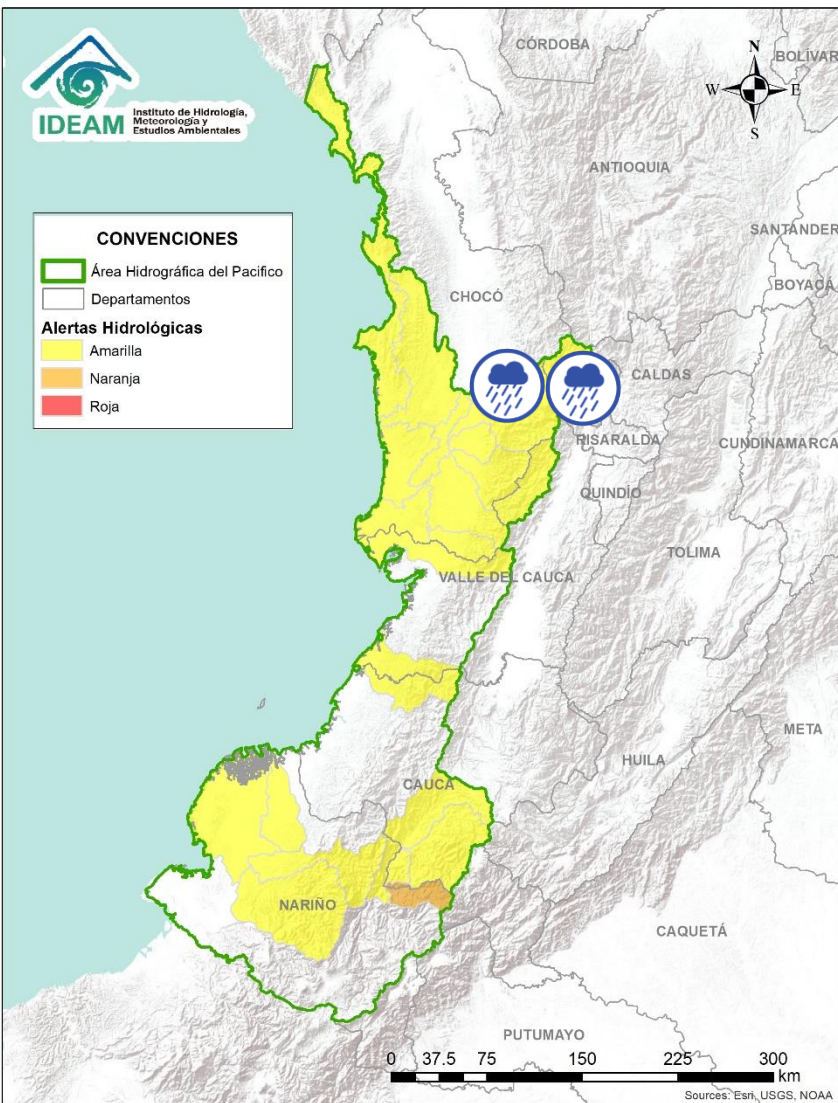 CÓRDOBA
BOLÍVAR
N
W E
S
IDEAM
Instituto de Hidrología,
Meteorología y
Estudios Ambientales
ANTIOQUIA
SANTANDER
CONVENCIONES
Área Hidrográfica del Pacifico
Departamentos
Alertas Hidrológicas
Amarilla
Naranja
Roja
BOYACÁ
CHOCÓ
CALDAS
RISARALDA
CUNDINAMARCA
QUINDÍO
TOLIMA
VALLE DEL CAUCA
META
HUILA
CAUCA
NARIÑO
CAQUETÁ
PUTUMAYO
0 37.5 75 150 225 300
km
Sources: Esri, USGS, NOAA